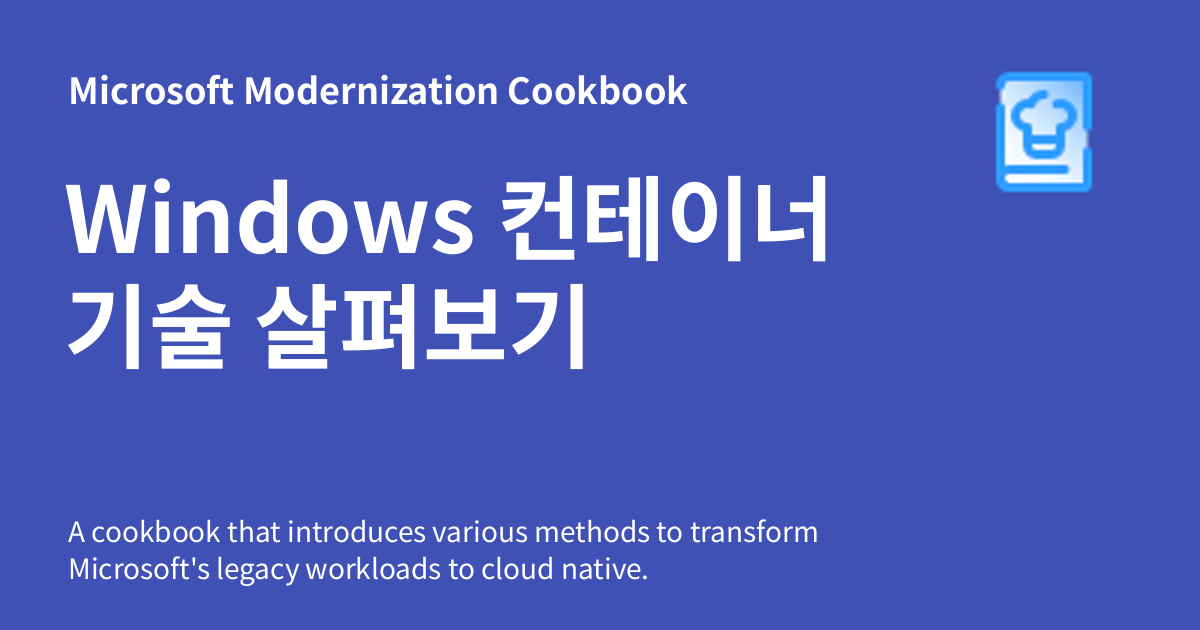 Microsoft Modernization Cookbook
Windows 컨테이너
기술 살펴보기
A cookbook that introduces various methods to transform
Microsoft's legacy workloads to cloud native.